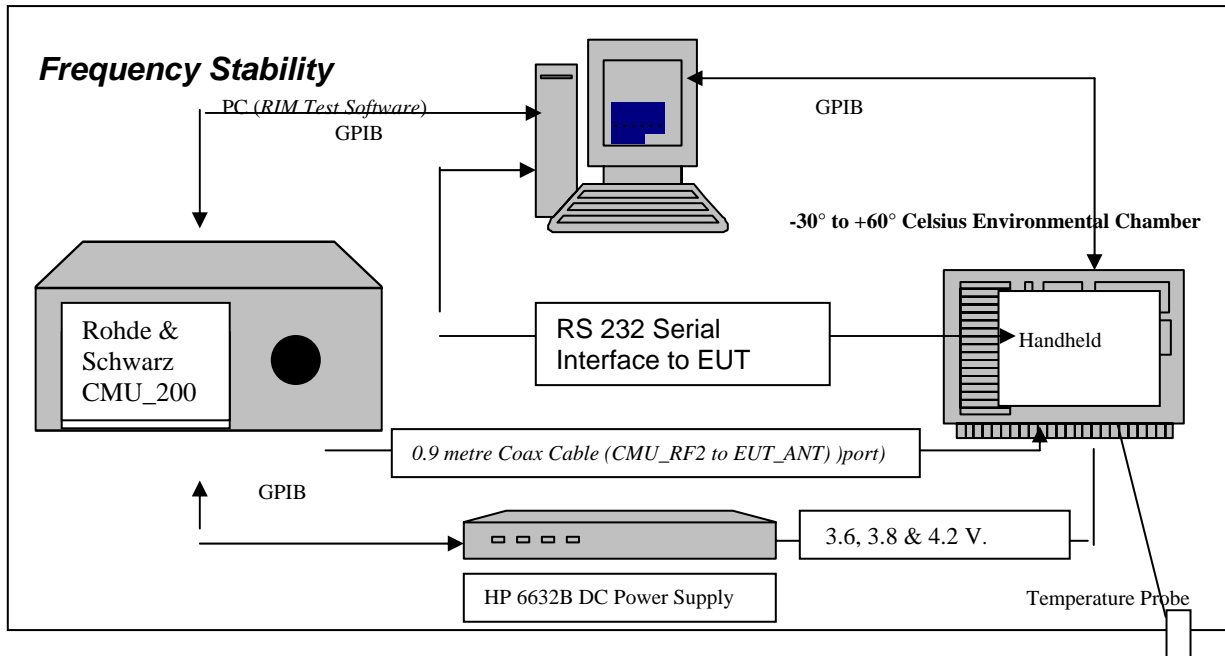 Frequency Stability
PC (RIM Test Software)
GPIB
GPIB
-30° to +60° Celsius Environmental Chamber
Rohde &
Schwarz
CMU_200
RS 232 Serial
Interface to EUT
Handheld
0.9 metre Coax Cable (CMU_RF2 to EUT_ANT) )port)
GPIB
3.6, 3.8 & 4.2 V.
HP 6632B DC Power Supply
Temperature Probe